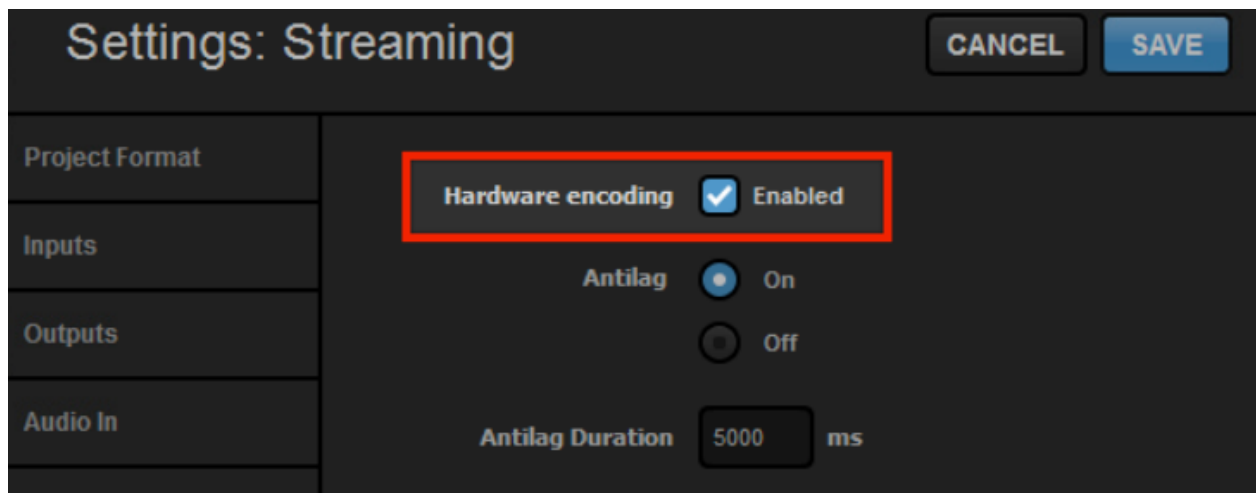 Settings: Streaming
CANCEL
SAVE
Project Format
Inputs
Outputs
Audio In
Hardware encoding Enabled
Antilag On
Off
Antilag Duration 5000 ms